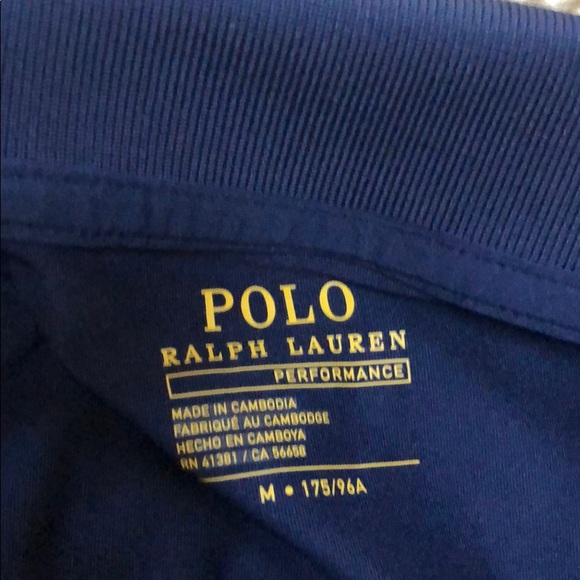 POLO
RALPH LAUREN
PERFORMANCE
MADE IN CAMBODIA
FABRIQUÉ AU CAMBODGE
HECHO EN CAMBOYA
RN 41381 / CA 56658
M • 175/96A